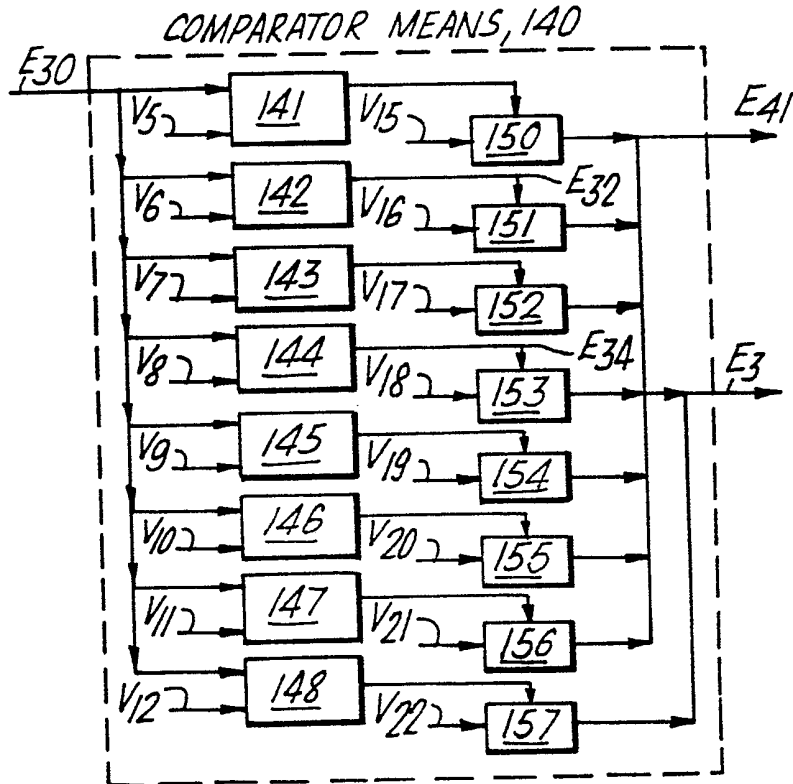 COMPARATOR MEANS, 140
E30
V5 141 V15 150 E41
V6 142 E32 V16 151
V7 143 V17 152
V8 144 E34 V18 153 E3
V9 145 V19 154
V10 146 V20 155
V11 147 V21 156
V12 148 V22 157